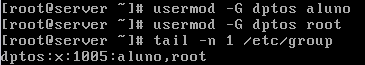 [root@server ~]# usermod -G dptos aluno
[root@server ~]# usermod -G dptos root
[root@server ~]# tail -n 1 /etc/group
dptos:x:1005:aluno,root